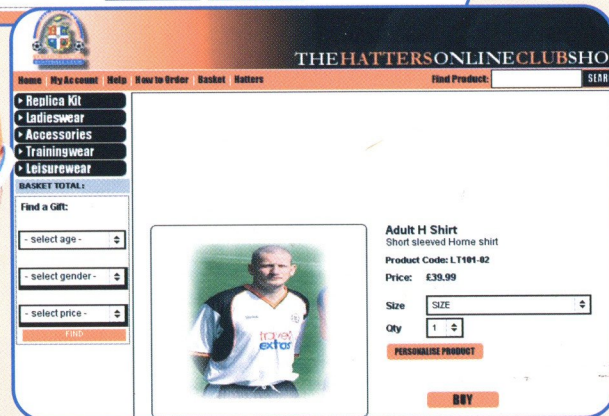 THEHATTERSONLINECLUBSHO
Home My Account Help How to Order Basket Hatters Find Product: SEAR
Replica Kit
Ladieswear
Accessories
Trainingwear
Leisurewear
BASKET TOTAL:
Find a Gift:
- select age -
- select gender -
- select price -
FIND
Adult H Shirt
Short sleeved Home shirt
Product Code: LT101-02
Price: £39.99
Size SIZE
Qty 1
PERSONALISE PRODUCT
BUY
travel
extras